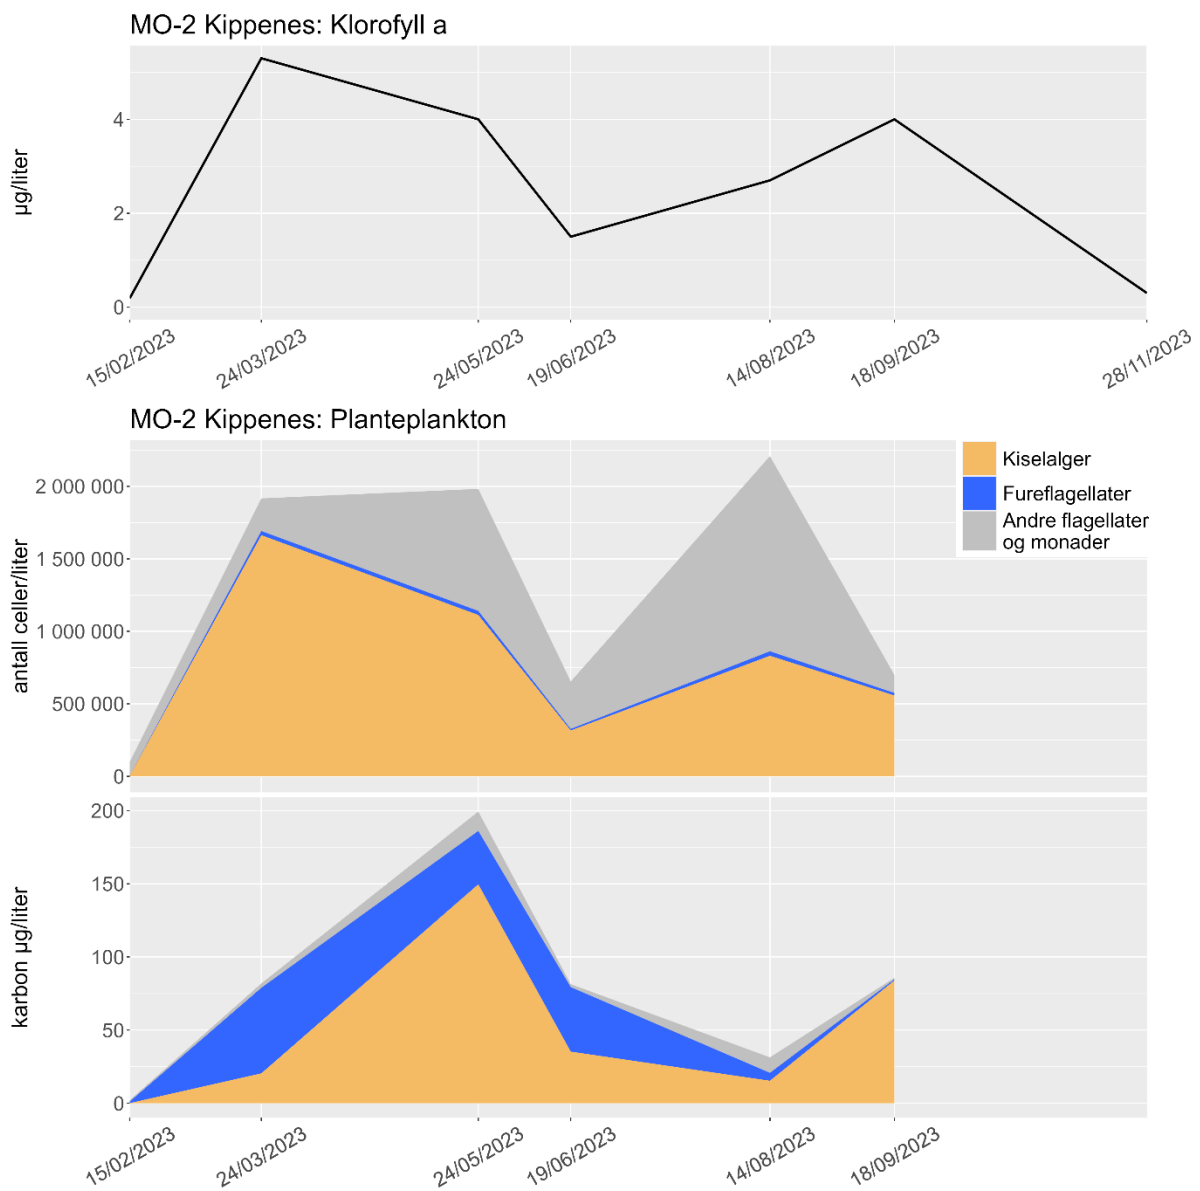 MO-2 Kippenes: Klorofyll a
µg/liter
4
2
0
15/02/2023
24/03/2023
24/05/2023
19/06/2023
14/08/2023
18/09/2023
28/11/2023
MO-2 Kippenes: Planteplankton
antall celler/liter
2 000 000
1 500 000
1 000 000
500 000
0
Kiselalger
Fureflagellater
Andre flagellater
og monader
karbon µg/liter
200
150
100
50
0
15/02/2023
24/03/2023
24/05/2023
19/06/2023
14/08/2023
18/09/2023